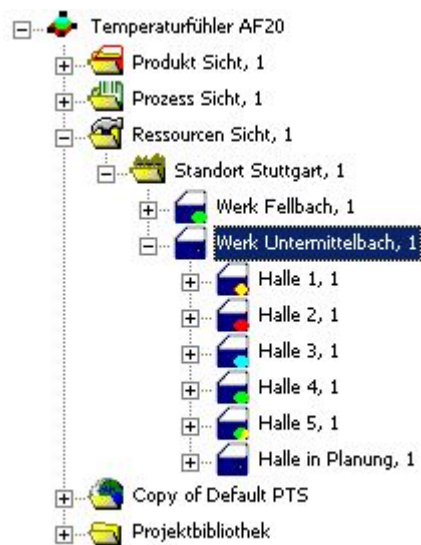 Temperaturfühler AF20
Produkt Sicht, 1
Prozess Sicht, 1
Ressourcen Sicht, 1
Standort Stuttgart, 1
Werk Fellbach, 1
Werk Untermittelbach, 1
Halle 1, 1
Halle 2, 1
Halle 3, 1
Halle 4, 1
Halle 5, 1
Halle in Planung, 1
Copy of Default PTS
Projektbibliothek